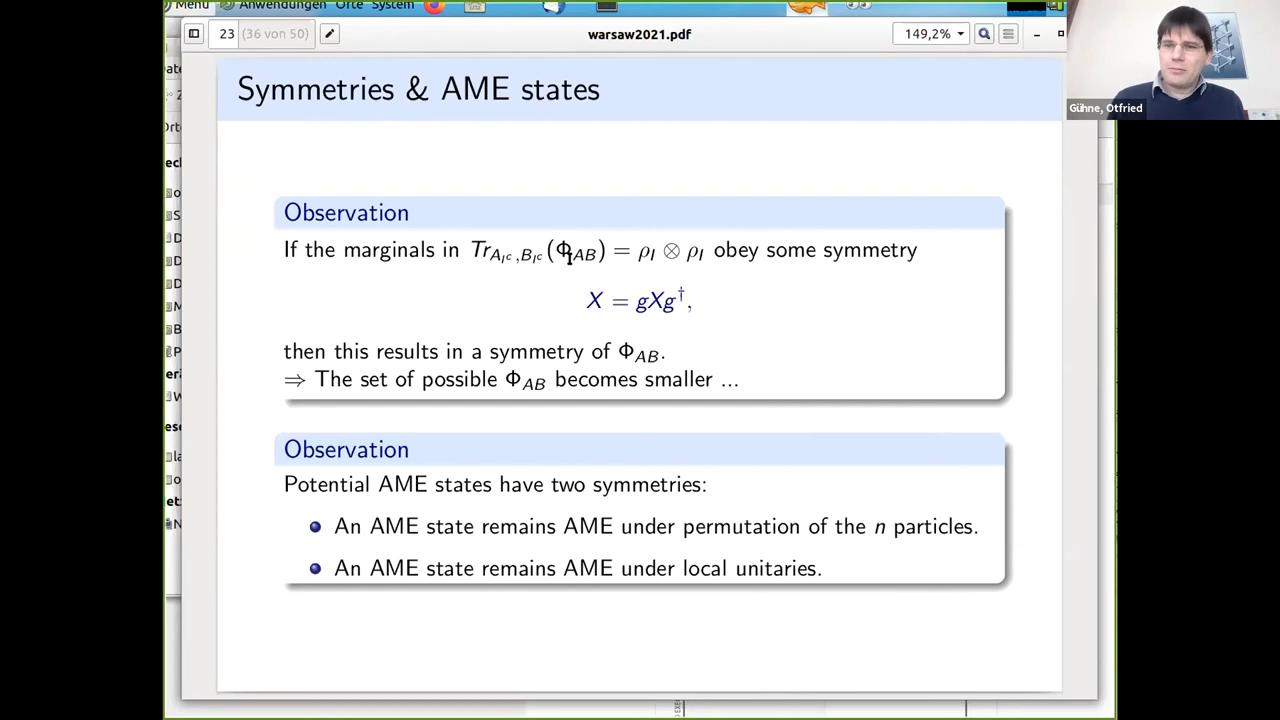 Menu Anwendungen Orte System
23 (36 von 50)
warsaw2021.pdf
149,2%
Gühne, Otfried
Symmetries & AME states
Observation
If the marginals in Tr_{A_{I^c},B_{I^c}}(Φ_{AB}) = ρ_I ⊗ ρ_I obey some symmetry
X = gXg†,
then this results in a symmetry of Φ_{AB}.
⇒ The set of possible Φ_{AB} becomes smaller ...
Observation
Potential AME states have two symmetries:
An AME state remains AME under permutation of the n particles.
An AME state remains AME under local unitaries.